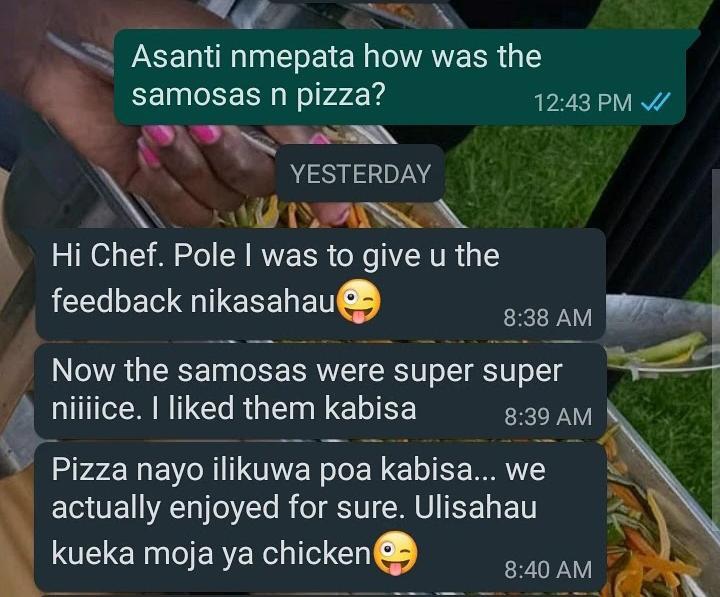 Asanti nmepata how was the
samosas n pizza?
12:43 PM
YESTERDAY
Hi Chef. Pole I was to give u the
feedback nikasahau😜
8:38 AM
Now the samosas were super super
niiiice. I liked them kabisa
8:39 AM
Pizza nayo ilikuwa poa kabisa... we
actually enjoyed for sure. Ulisahau
kueka moja ya chicken😜
8:40 AM